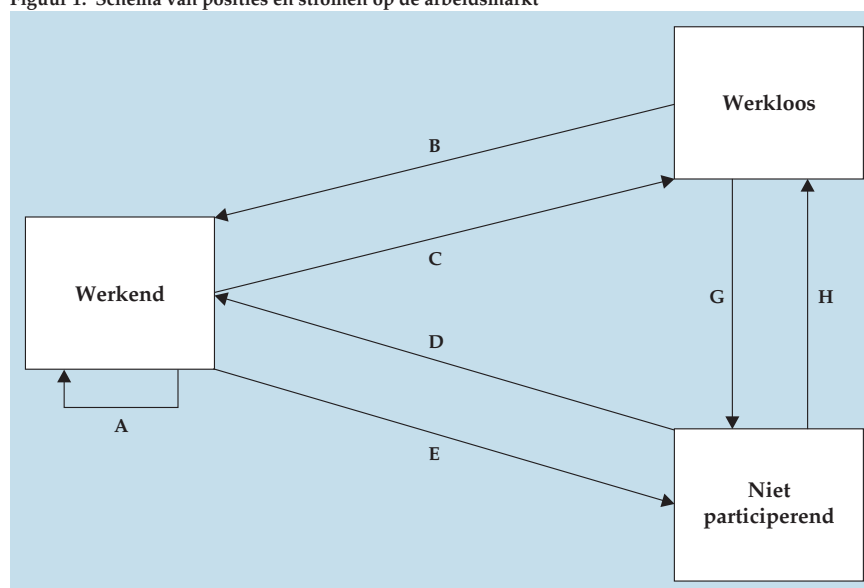 Figuur 1. Schema van posities en stromen op de arbeidsmarkt
Werkloos
B
C
Werkend
G
H
D
A
E
Niet
participerend